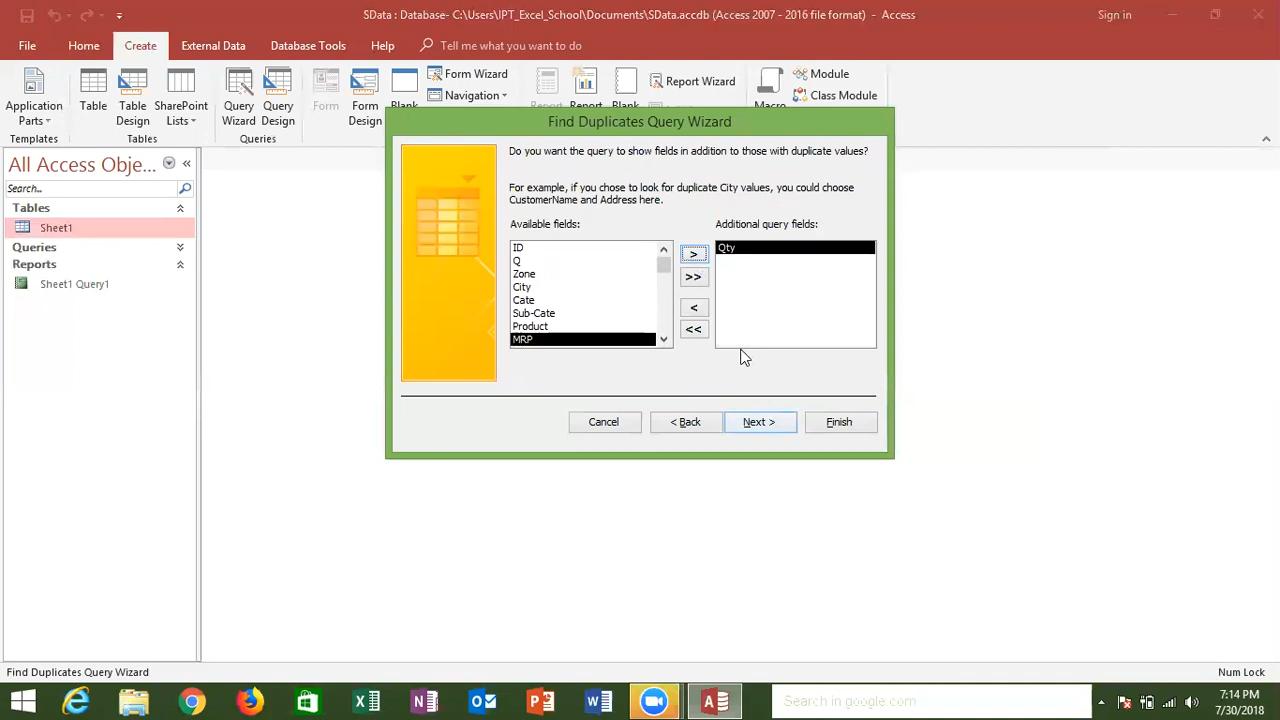 SData : Database- C:\Users\IPT_Excel_School\Documents\SData.accdb (Access 2007 - 2016 file format) - Access
Sign in
File
Home
Create
External Data
Database Tools
Help
Tell me what you want to do
Application Parts
Table
Table Design
SharePoint Lists
Query Wizard
Query Design
Form
Form Design
Blank
Form Wizard
Navigation
Report
Report
Blank
Report Wizard
Macro
Module
Class Module
Templates
Tables
Queries
All Access Obje...
Search...
Tables
Sheet1
Queries
Reports
Sheet1 Query1
Find Duplicates Query Wizard
Do you want the query to show fields in addition to those with duplicate values?
For example, if you chose to look for duplicate City values, you could choose
CustomerName and Address here.
Available fields:
Additional query fields:
ID
Q
Zone
City
Cate
Sub-Cate
Product
MRP
Qty
>
>>
<
<<
Cancel
< Back
Next >
Finish
Find Duplicates Query Wizard
Num Lock
Search in google.com
7:14 PM
7/30/2018